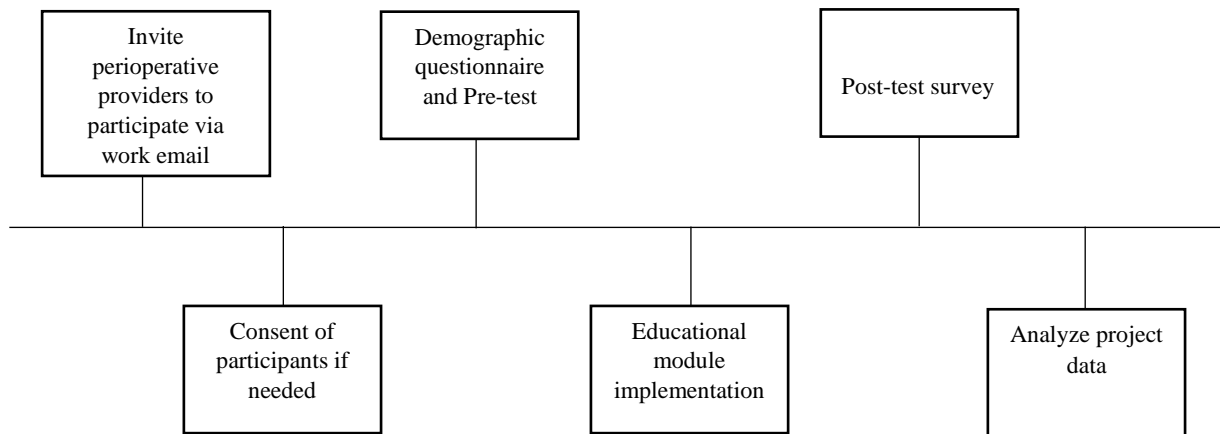 Invite
perioperative
providers to
participate via
work email
Demographic
questionnaire
and Pre-test
Post-test survey
Consent of
participants if
needed
Educational
module
implementation
Analyze project
data